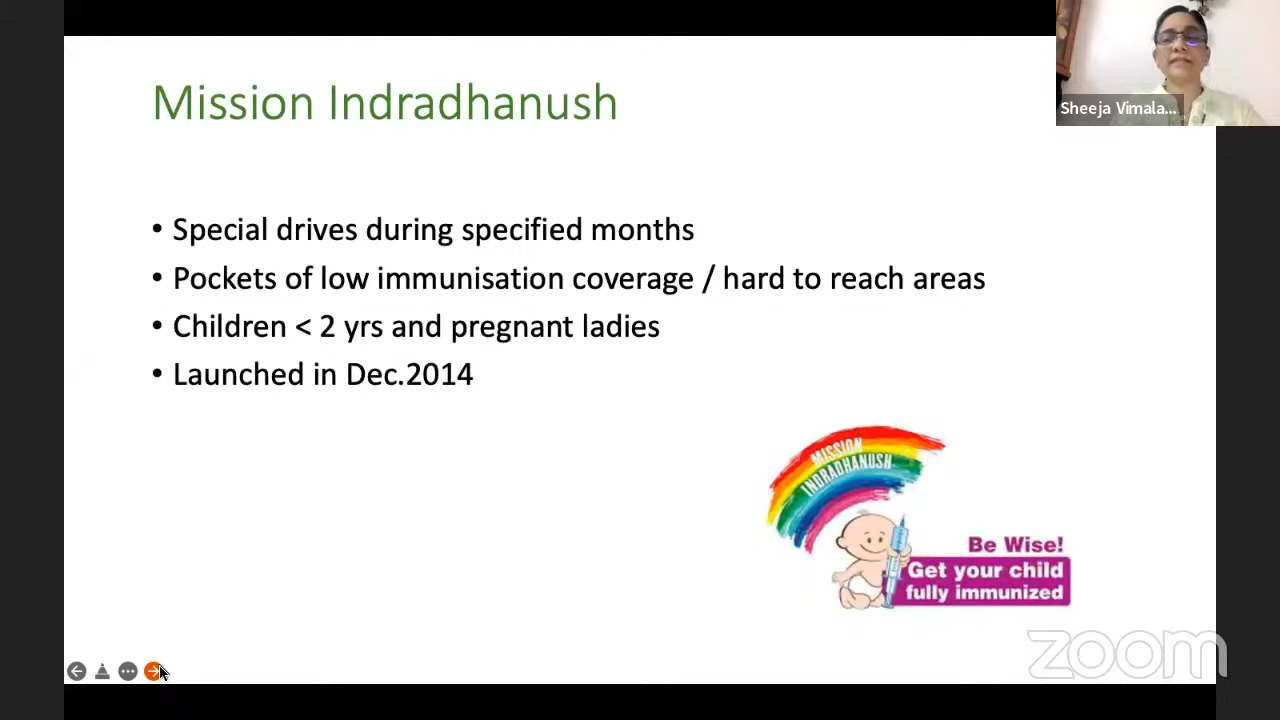 Mission Indradhanush
Sheeja Vimala...
• Special drives during specified months
• Pockets of low immunisation coverage / hard to reach areas
• Children < 2 yrs and pregnant ladies
• Launched in Dec.2014
MISSION
INDRADHANUSH
Be Wise!
Get your child
fully immunized
zoom